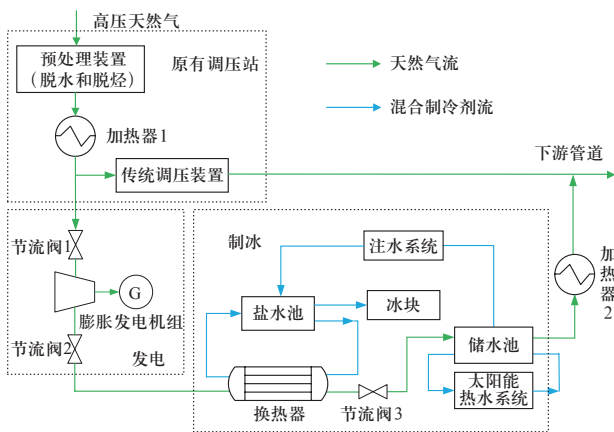 高压天然气
预处理装置
（脱水和脱烃）
原有调压站
天然气流
混合制冷剂流
加热器1
传统调压装置
下游管道
节流阀1
G
膨胀发电机组
节流阀2
发电
制冰
注水系统
盐水池
冰块
加热器2
储水池
太阳能
热水系统
换热器
节流阀3